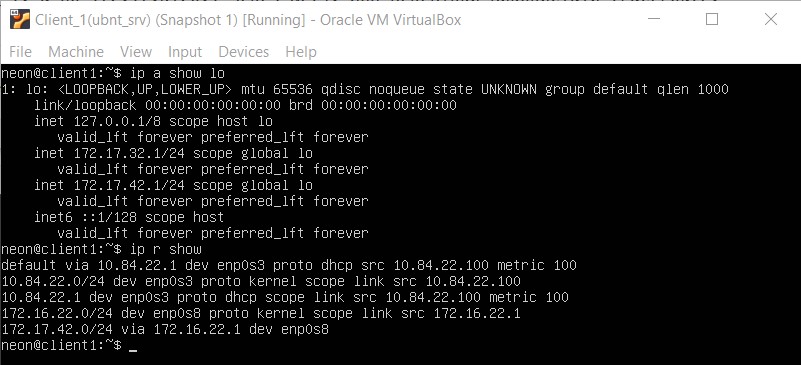 Client_1(ubnt_srv) (Snapshot 1) [Running] - Oracle VM VirtualBox
File Machine View Input Devices Help
neon@client1:~$ ip a show lo
1: lo: <LOOPBACK,UP,LOWER_UP> mtu 65536 qdisc noqueue state UNKNOWN group default qlen 1000
    link/loopback 00:00:00:00:00:00 brd 00:00:00:00:00:00
    inet 127.0.0.1/8 scope host lo
       valid_lft forever preferred_lft forever
    inet 172.17.32.1/24 scope global lo
       valid_lft forever preferred_lft forever
    inet 172.17.42.1/24 scope global lo
       valid_lft forever preferred_lft forever
    inet6 ::1/128 scope host
       valid_lft forever preferred_lft forever
neon@client1:~$ ip r show
default via 10.84.22.1 dev enp0s3 proto dhcp src 10.84.22.100 metric 100
10.84.22.0/24 dev enp0s3 proto kernel scope link src 10.84.22.100
10.84.22.1 dev enp0s3 proto dhcp scope link src 10.84.22.100 metric 100
172.16.22.0/24 dev enp0s8 proto kernel scope link src 172.16.22.1
172.17.42.0/24 via 172.16.22.1 dev enp0s8
neon@client1:~$ _